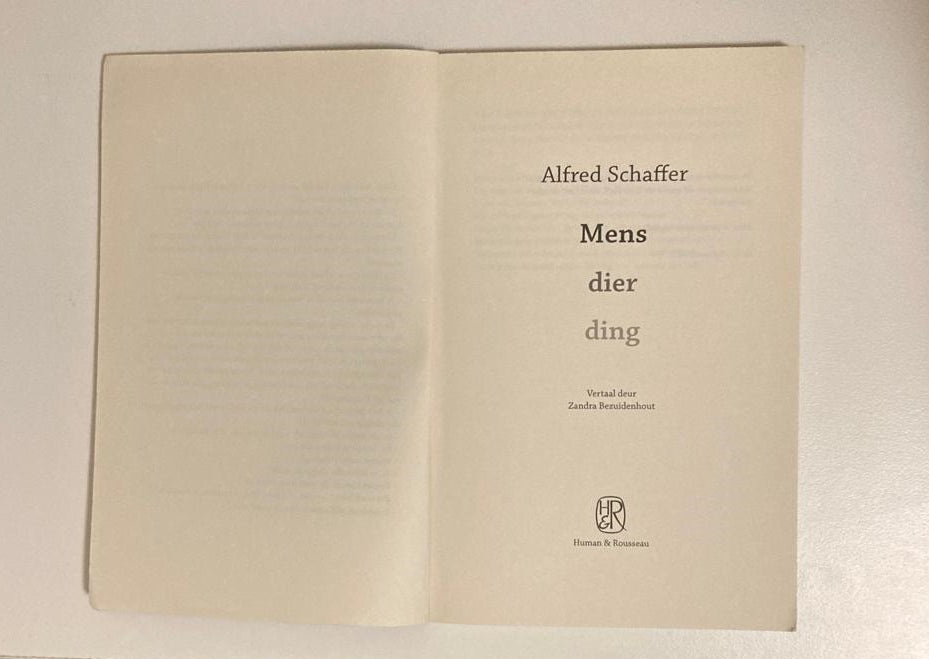 Alfred Schaffer
Mens
dier
ding
Vertaal deur
Zandra Bezuidenhout
H&R
Human & Rousseau